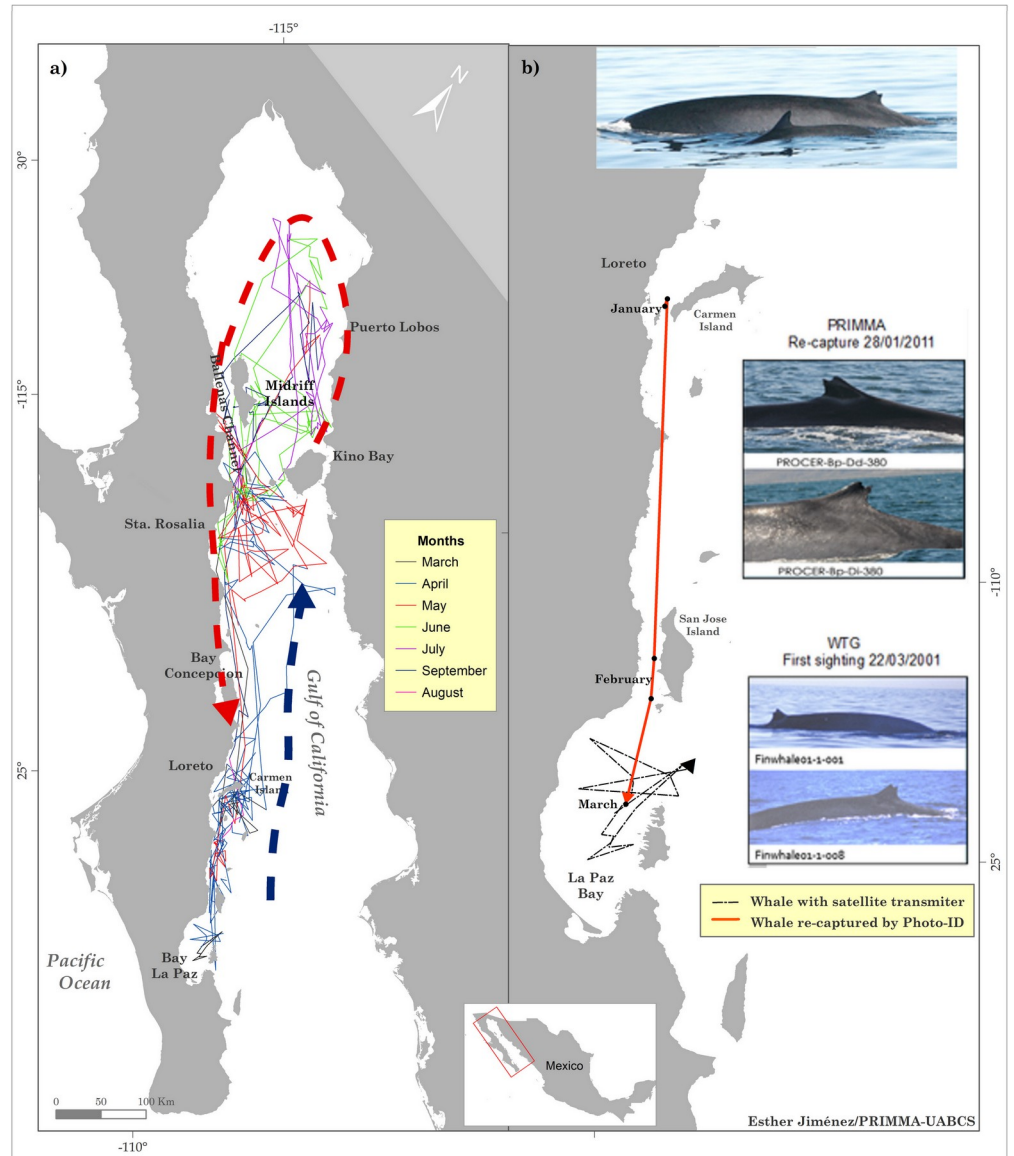 -115°
a)
N
30°
Puerto Lobos
Ballenas Channel
-115°
Midriff
Islands
Kino Bay
Sta. Rosalia
Months
March
April
May
June
July
September
August
Bay
Concepcion
Gulf of California
Loreto
25°
Carmen
Island
Bay
La Paz
Pacific
Ocean
0 50 100 Km
-110°
b)
Loreto
January
Carmen
Island
PRIMMA
Re-capture 28/01/2011
PROCER-Bp-Dd-380
PROCER-Bp-Di-380
-110°
San Jose
Island
WTG
First sighting 22/03/2001
February
Finwhale01-1-001
March
Finwhale01-1-008
25°
La Paz
Bay
Whale with satellite transmiter
Whale re-captured by Photo-ID
Mexico
Esther Jiménez/PRIMMA-UABCS